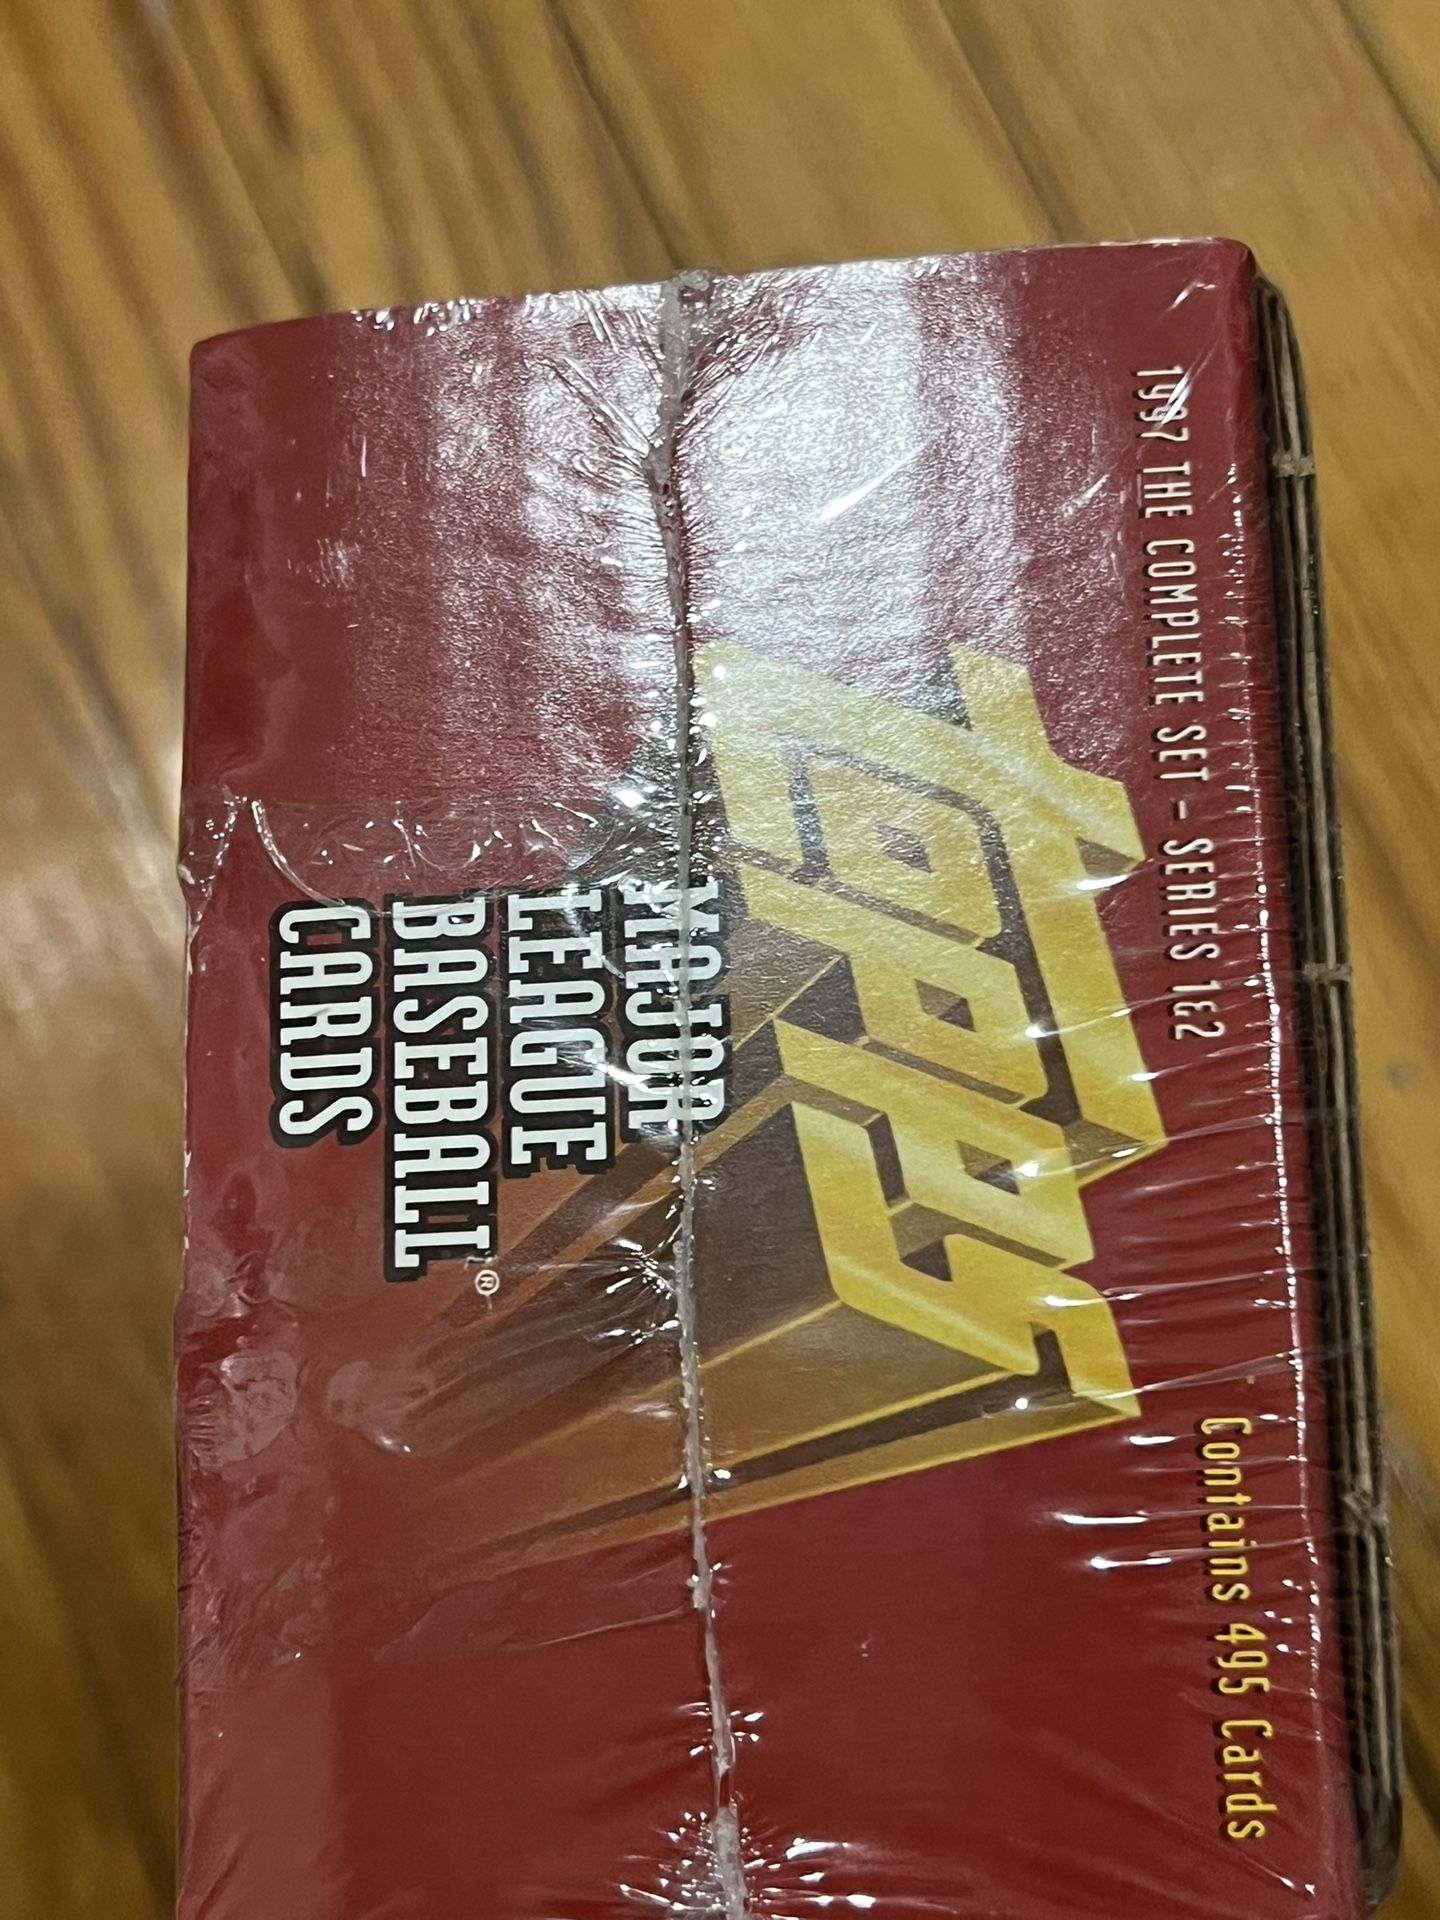 1997 THE COMPLETE SET - SERIES 1&2
Contains 495 Cards
Topps
MAJOR
LEAGUE
BASEBALL®
CARDS